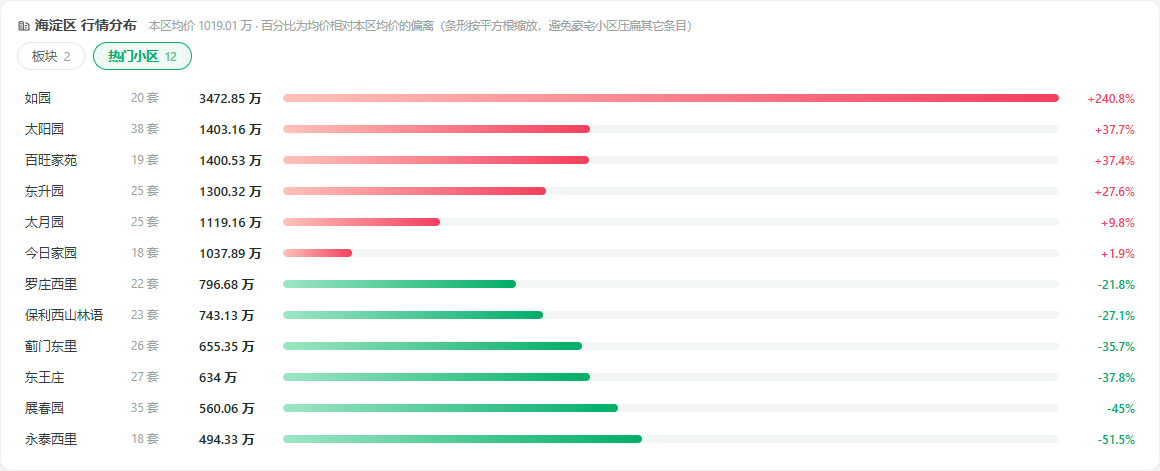 海淀区 行情分布 本区均价 1019.01 万 · 百分比为均价相对本区均价的偏离（条形按平方根缩放，避免豪宅小区压扁其它条目）
板块 2 热门小区 12
如园 20 套 3472.85 万 +240.8%
太阳园 38 套 1403.16 万 +37.7%
百旺家苑 19 套 1400.53 万 +37.4%
东升园 25 套 1300.32 万 +27.6%
太月园 25 套 1119.16 万 +9.8%
今日家园 18 套 1037.89 万 +1.9%
罗庄西里 22 套 796.68 万 -21.8%
保利西山林语 23 套 743.13 万 -27.1%
蓟门东里 26 套 655.35 万 -35.7%
东王庄 27 套 634 万 -37.8%
展春园 35 套 560.06 万 -45%
永泰西里 18 套 494.33 万 -51.5%